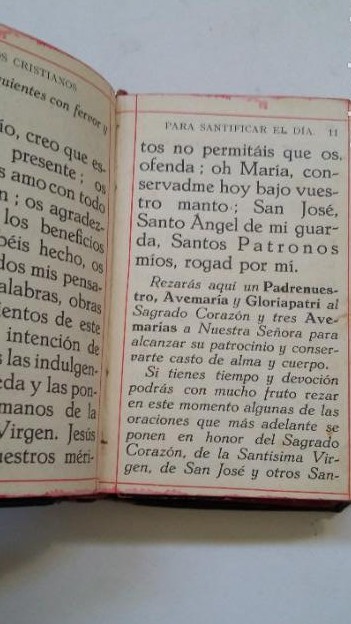 OS CRISTIANOS
guientes con fervor y
ío, creo que es-
presente; os
s amo con todo
n; os agradez-
los beneficios
béis hecho, os
dos mis pensa-
alabras, obras
ientos de este
intención de
s las indulgen-
eda y las pon-
manos de la
Virgen. Jesús
uestros méri-
PARA SANTIFICAR EL DÍA. 11
tos no permitáis que os
ofenda; oh María, con-
servadme hoy bajo vues-
tro manto; San José,
Santo Ángel de mi guar-
da, Santos Patronos
míos, rogad por mí.
Rezarás aquí un Padrenues-
tro, Avemaría y Gloriapatri al
Sagrado Corazón y tres Ave-
marías a Nuestra Señora para
alcanzar su patrocinio y conser-
varte casto de alma y cuerpo.
Si tienes tiempo y devoción
podrás con mucho fruto rezar
en este momento algunas de las
oraciones que más adelante se
ponen en honor del Sagrado
Corazón, de la Santísima Vir-
gen, de San José y otros San-